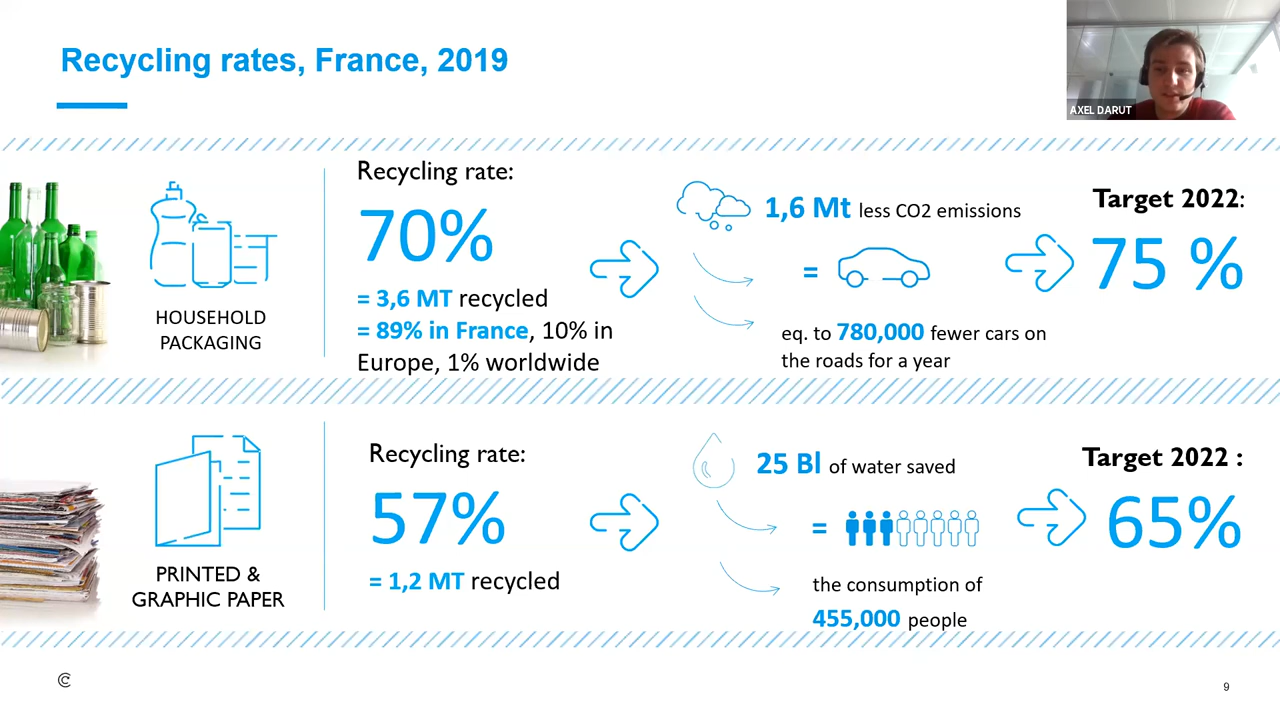 Recycling rates, France, 2019
AXEL DARUT
Recycling rate:
70%
= 3,6 MT recycled
= 89% in France, 10% in
Europe, 1% worldwide
HOUSEHOLD
PACKAGING
1,6 Mt less CO2 emissions
=
eq. to 780,000 fewer cars on
the roads for a year
Target 2022:
75 %
PRINTED &
GRAPHIC PAPER
Recycling rate:
57%
= 1,2 MT recycled
25 Bl of water saved
=
the consumption of
455,000 people
Target 2022 :
65%
9